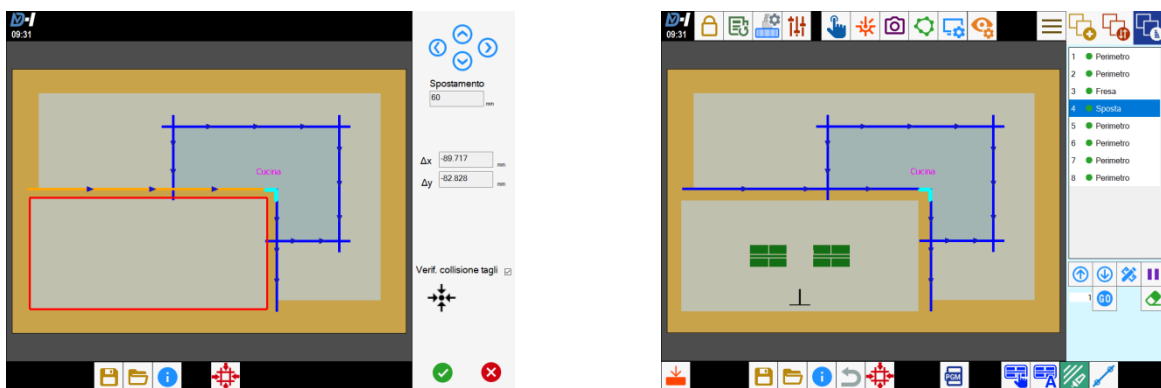 09:31
Spostamento
60
mm
Δx -89.717 mm
Δy -82.828 mm
Cucina
Verif. collisione tagli
09:31
1 Perimetro
2 Perimetro
3 Fresa
4 Sposta
5 Perimetro
6 Perimetro
7 Perimetro
8 Perimetro
Cucina
1 GO
PGM
A